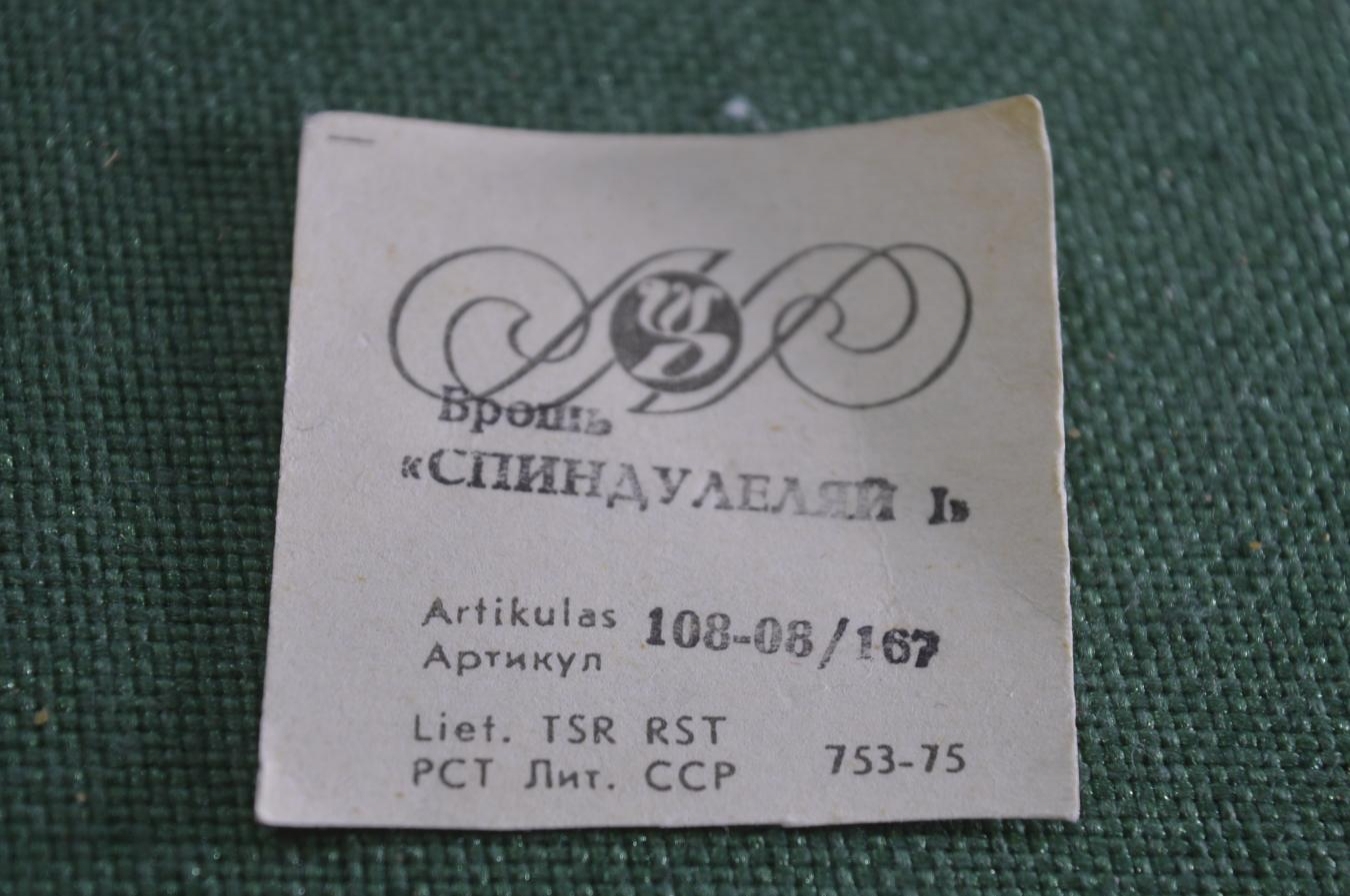 Брошь
«СПИНДУЛЕЛЯЙ I»
Artikulas 108-08/167
Артикул
Liet. TSR RST
РСТ Лит. ССР 753-75